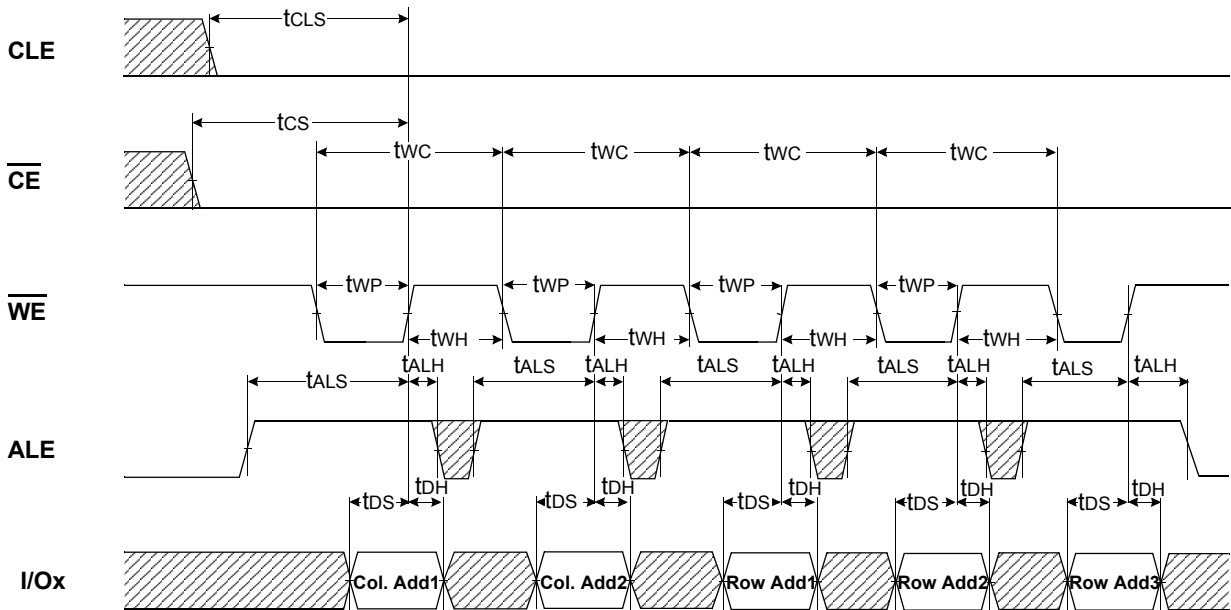 tCLS
CLE
tCS
tWC tWC tWC tWC
CE
tWP tWP tWP tWP
WE
tWH tWH tWH tWH
tALS tALH tALS tALH tALS tALH tALS tALH tALS tALH
ALE
tDS tDH tDS tDH tDS tDH tDS tDH tDS tDH
I/Ox Col. Add1 Col. Add2 Row Add1 Row Add2 Row Add3